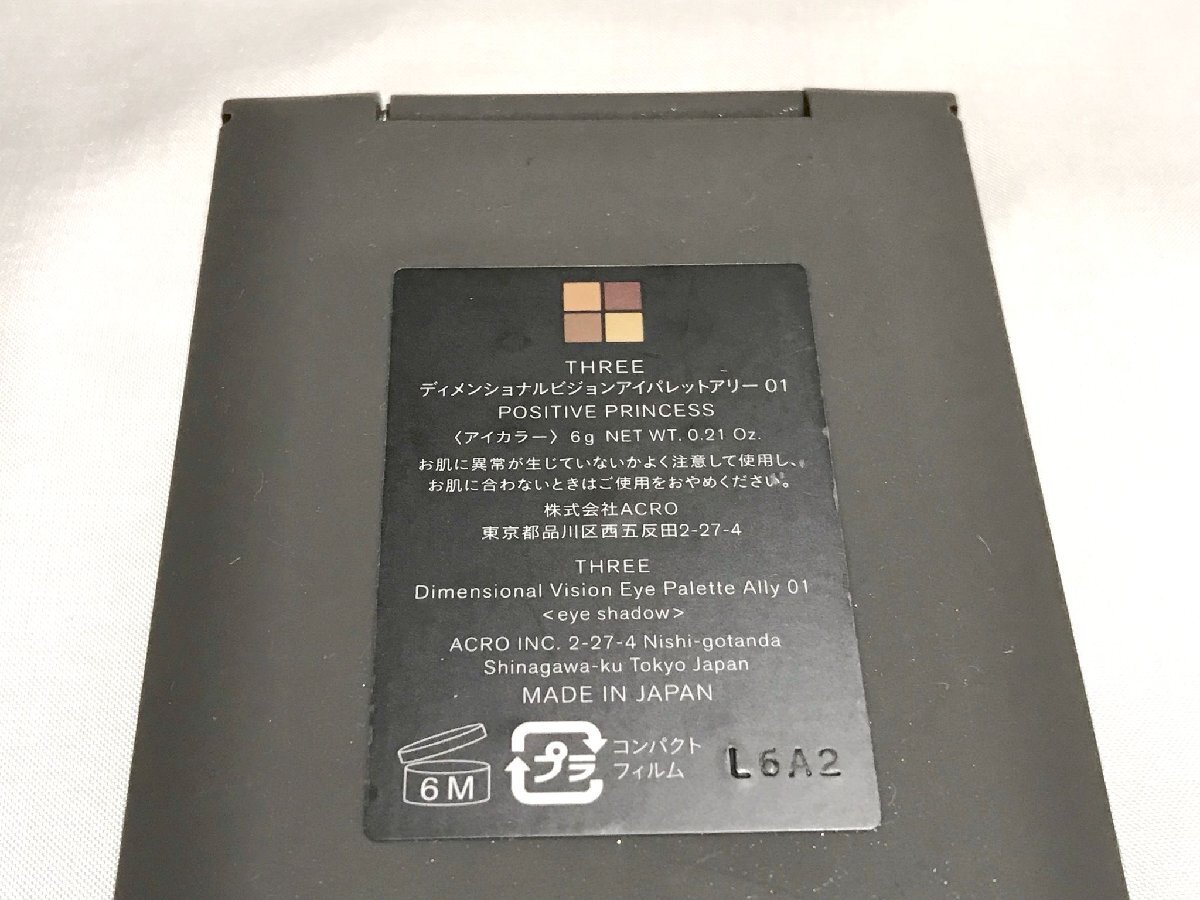 THREE
ディメンショナルビジョンアイパレットアリー 01
POSITIVE PRINCESS
〈アイカラー〉 6g NET WT. 0.21 Oz.
お肌に異常が生じていないかよく注意して使用し、
お肌に合わないときはご使用をおやめください。
株式会社ACRO
東京都品川区西五反田2-27-4
THREE
Dimensional Vision Eye Palette Ally 01
<eye shadow>
ACRO INC. 2-27-4 Nishi-gotanda
Shinagawa-ku Tokyo Japan
MADE IN JAPAN
6M
プラ
コンパクト
フィルム
L6A2